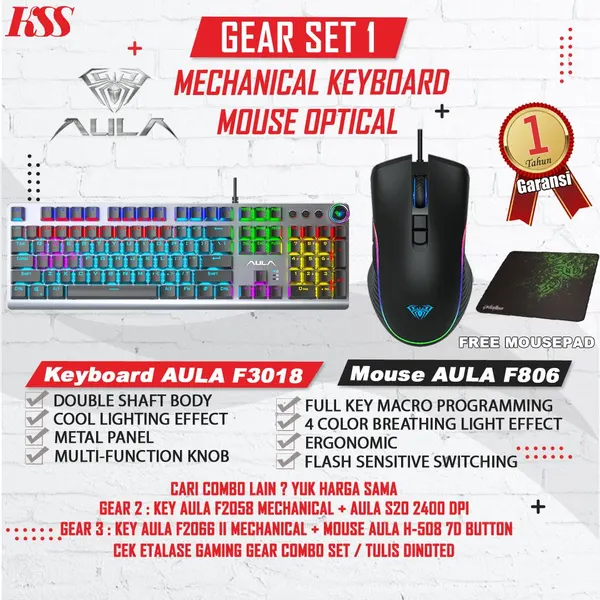 KSS
GEAR SET 1
MECHANICAL KEYBOARD
MOUSE OPTICAL
AULA
1
Tahun
Garansi
AULA
FREE MOUSEPAD
Keyboard AULA F3018
DOUBLE SHAFT BODY
COOL LIGHTING EFFECT
METAL PANEL
MULTI-FUNCTION KNOB
Mouse AULA F806
FULL KEY MACRO PROGRAMMING
4 COLOR BREATHING LIGHT EFFECT
ERGONOMIC
FLASH SENSITIVE SWITCHING
CARI COMBO LAIN ? YUK HARGA SAMA
GEAR 2 : KEY AULA F2058 MECHANICAL + AULA S20 2400 DPI
GEAR 3 : KEY AULA F2066 II MECHANICAL + MOUSE AULA H-508 7D BUTTON
CEK ETALASE GAMING GEAR COMBO SET / TULIS DINOTED